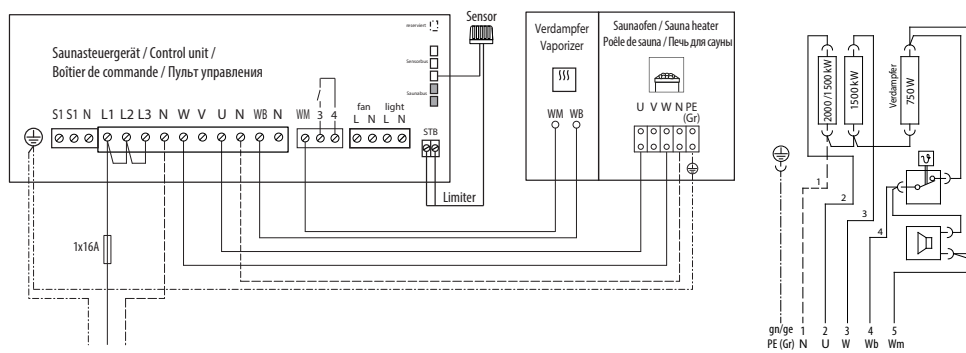 Saunasteuergerät / Control unit /
Boîtier de commande / Пульт управления
reserviert
Sensorbus
Saunabus
Sensor
S1 S1 N L1 L2 L3 N W V U N WB N WM 3 4
fan light
L N L N
STB
Limiter
1x16A
Verdampfer
Vaporizer
WM WB
Saunaofen / Sauna heater
Poêle de sauna / Печь для сауны
U V W N PE
(Gr)
2000 /1500 kW
1500 kW
Verdampfer
750 W
ϑ
1
2
3
4
gn/ge 1 2 3 4 5
PE (Gr) N U W Wb Wm